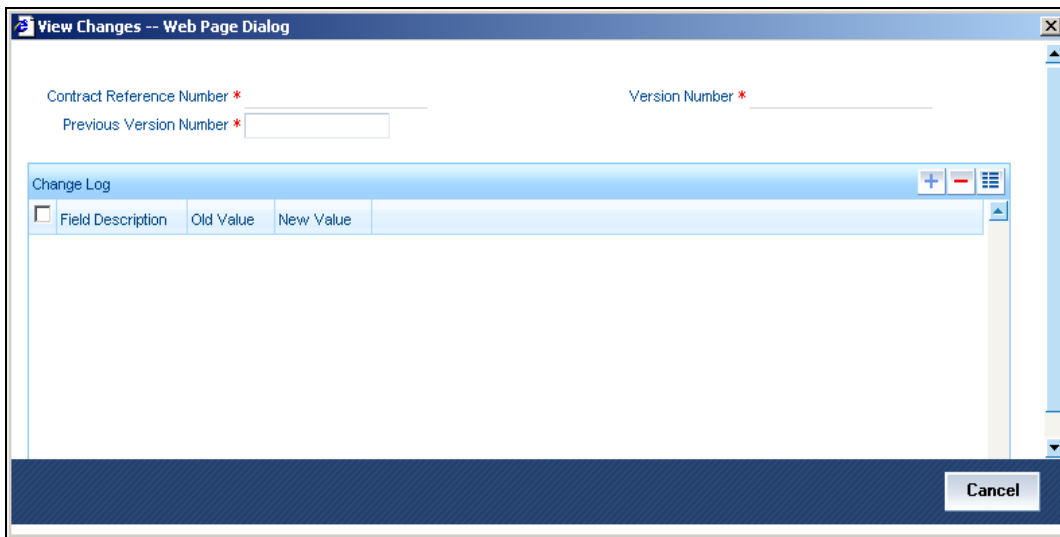 View Changes -- Web Page Dialog
Contract Reference Number * Version Number *
Previous Version Number *
Change Log
Field Description Old Value New Value
Cancel